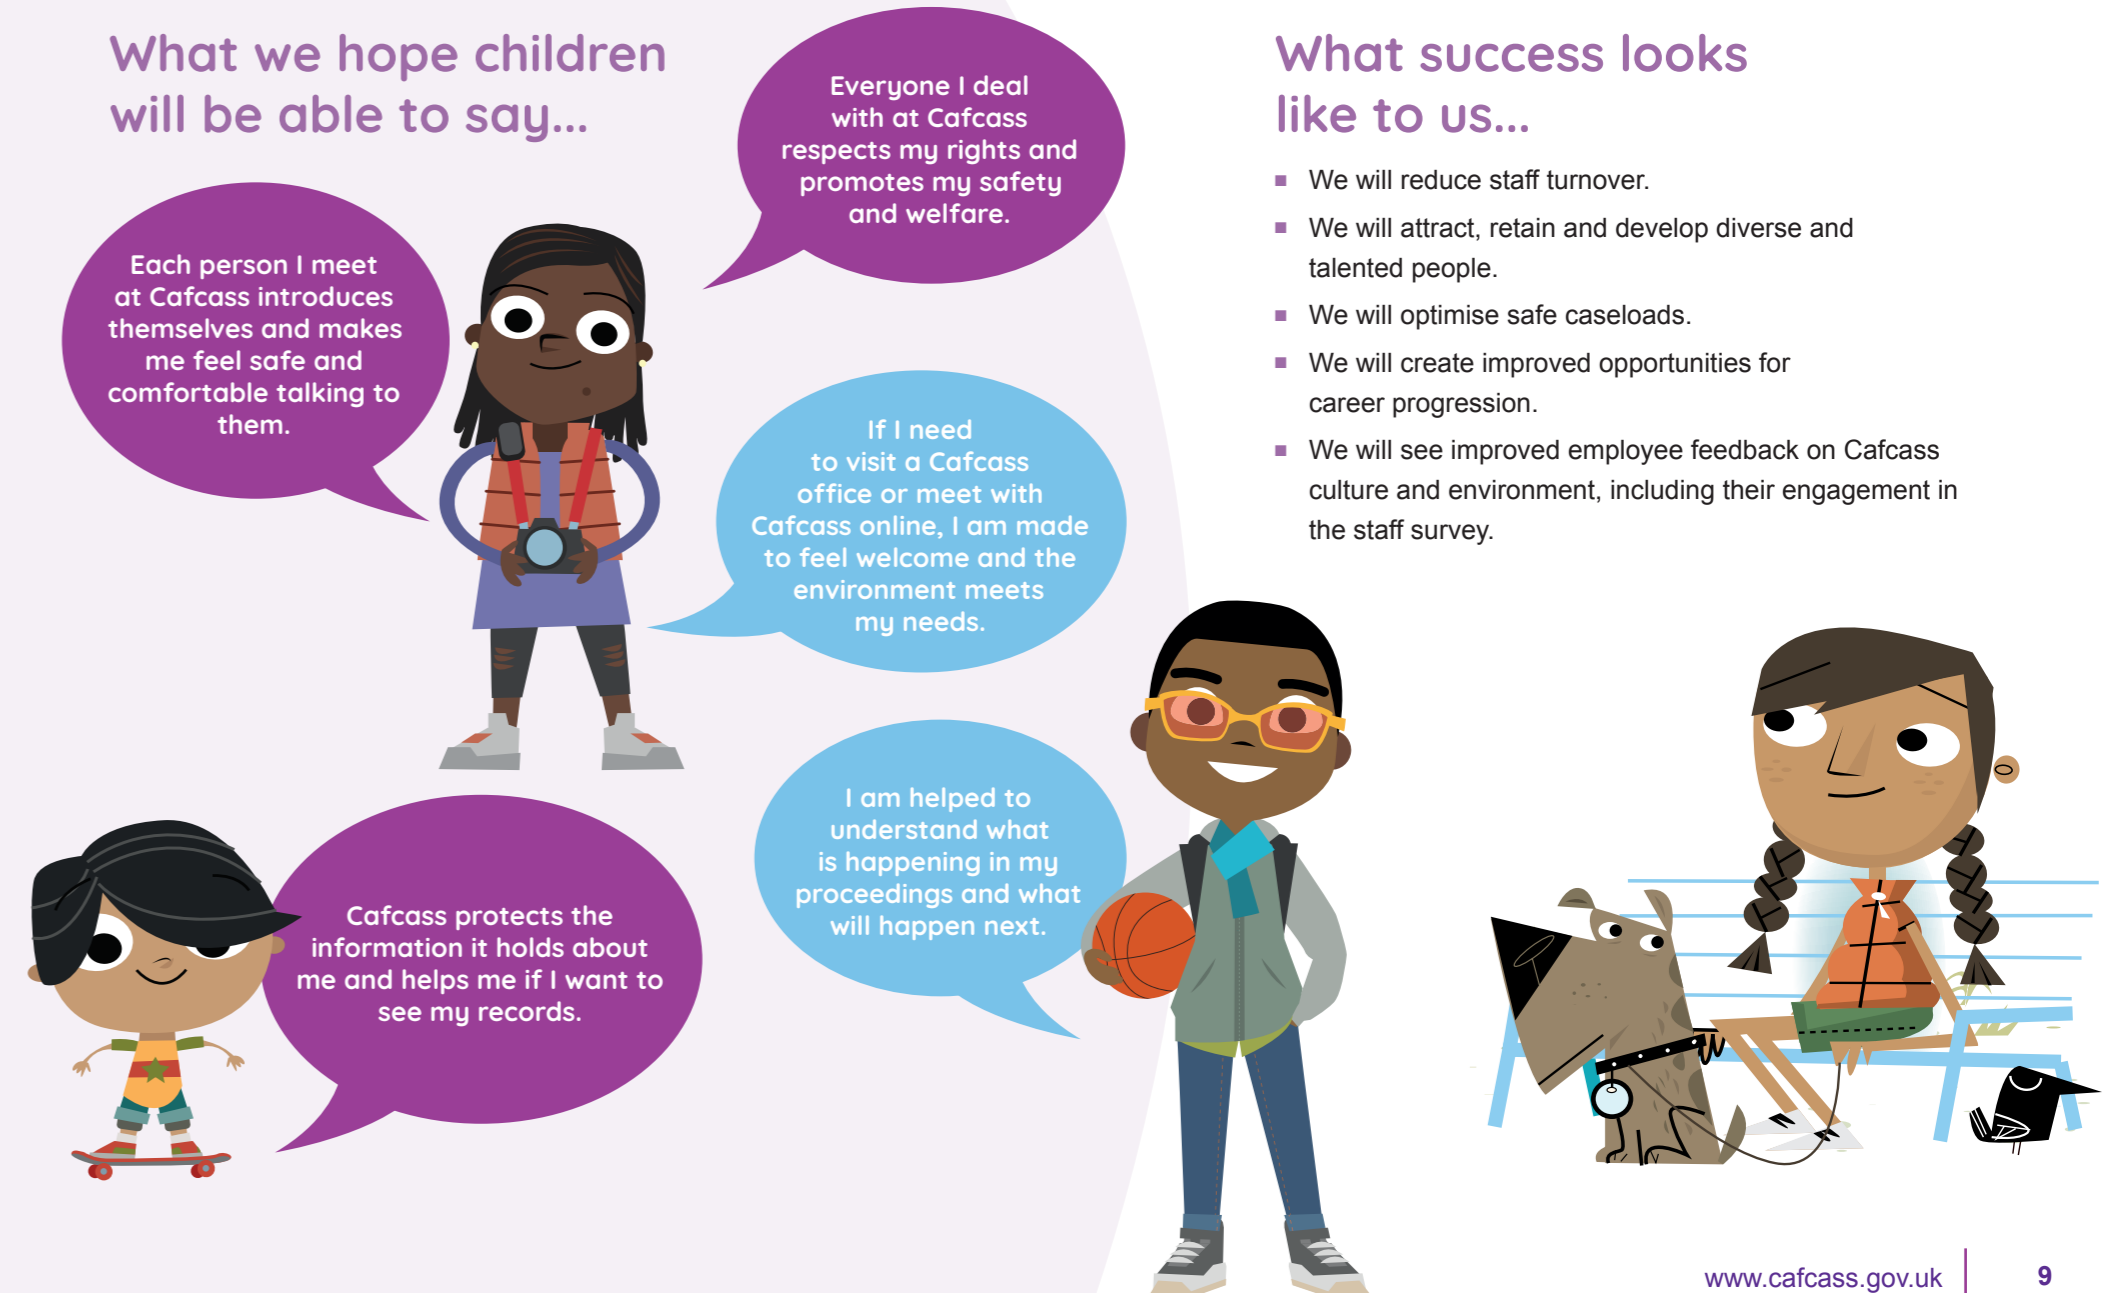 What we hope children
will be able to say...
Each person I meet
at Cafcass introduces
themselves and makes
me feel safe and
comfortable talking to
them.
Everyone I deal
with at Cafcass
respects my rights and
promotes my safety
and welfare.
If I need
to visit a Cafcass
office or meet with
Cafcass online, I am made
to feel welcome and the
environment meets
my needs.
Cafcass protects the
information it holds about
me and helps me if I want to
see my records.
I am helped to
understand what
is happening in my
proceedings and what
will happen next.
What success looks
like to us...
▪ We will reduce staff turnover.
▪ We will attract, retain and develop diverse and
talented people.
▪ We will optimise safe caseloads.
▪ We will create improved opportunities for
career progression.
▪ We will see improved employee feedback on Cafcass
culture and environment, including their engagement in
the staff survey.
www.cafcass.gov.uk | 9